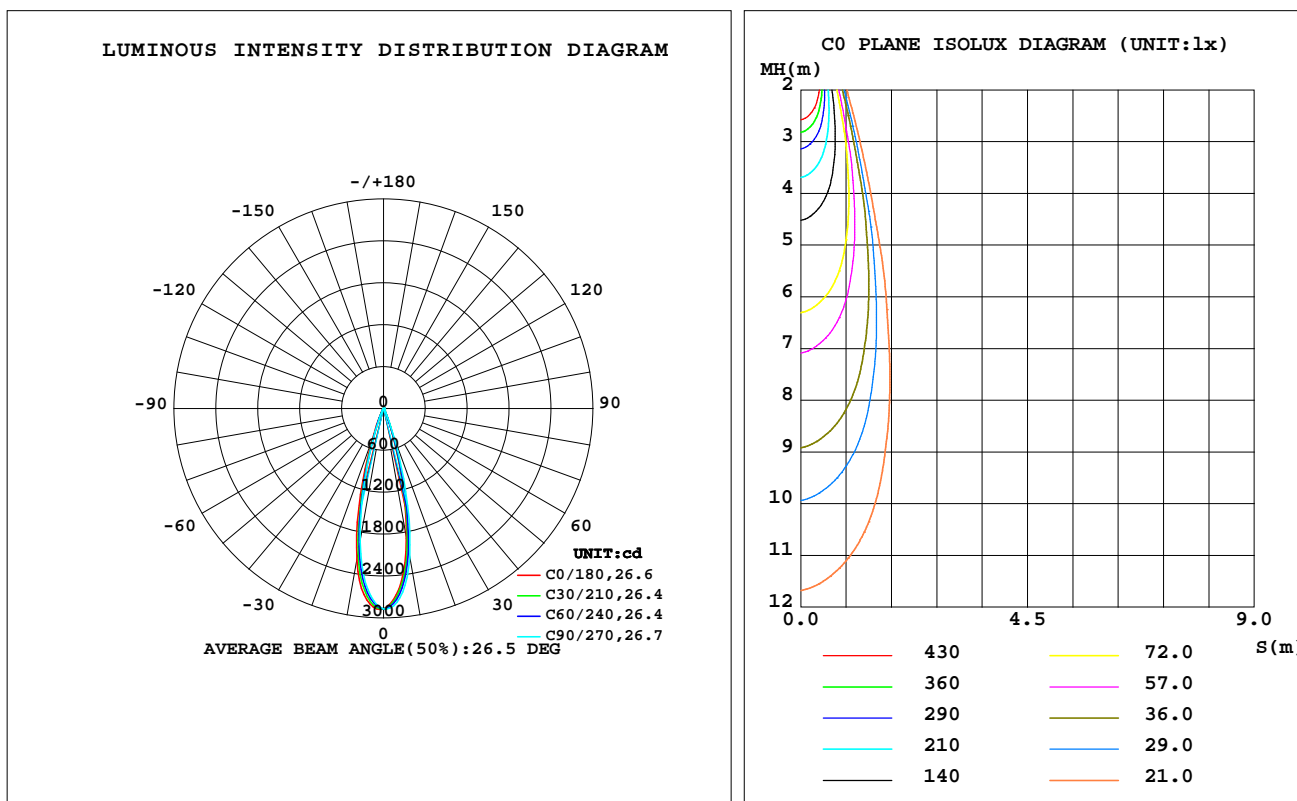 LUMINOUS INTENSITY DISTRIBUTION DIAGRAM
-/+180
-150 150
-120 120
-90 90
-60 60
-30 30
0
0
600
1200
1800
2400
3000
UNIT:cd
C0/180,26.6
C30/210,26.4
C60/240,26.4
C90/270,26.7
AVERAGE BEAM ANGLE(50%):26.5 DEG
C0 PLANE ISOLUX DIAGRAM (UNIT:lx)
MH(m)
2
3
4
5
6
7
8
9
10
11
12
0.0 4.5 9.0
S(m)
430 72.0
360 57.0
290 36.0
210 29.0
140 21.0